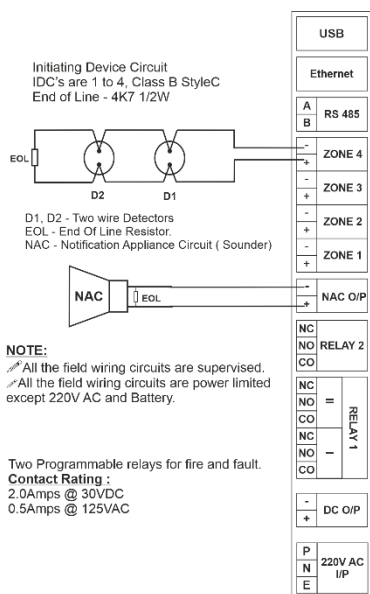 Initiating Device Circuit
IDC's are 1 to 4, Class B StyleC
End of Line - 4K7 1/2W
EOL
D2
D1
D1, D2 - Two wire Detectors
EOL - End Of Line Resistor.
NAC - Notification Appliance Circuit ( Sounder)
NAC
EOL
NOTE:
All the field wiring circuits are supervised.
All the field wiring circuits are power limited
except 220V AC and Battery.
Two Programmable relays for fire and fault.
Contact Rating :
2.0Amps @ 30VDC
0.5Amps @ 125VAC
USB
Ethernet
A
B
RS 485
-
+
ZONE 4
-
+
ZONE 3
-
+
ZONE 2
-
+
ZONE 1
-
+
NAC O/P
NC
NO
CO
RELAY 2
NC
NO
CO
NC
NO
CO
II
I
RELAY 1
-
+
DC O/P
P
N
E
220V AC
I/P